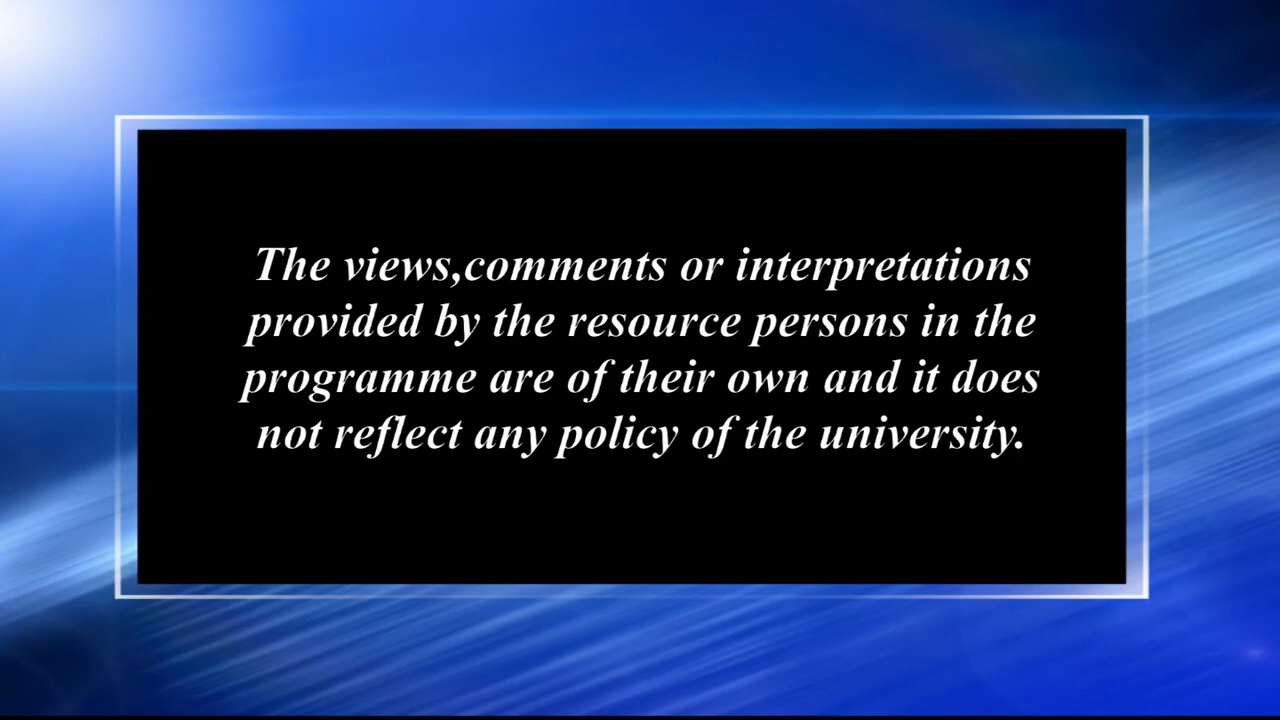 The views,comments or interpretations
provided by the resource persons in the
programme are of their own and it does
not reflect any policy of the university.